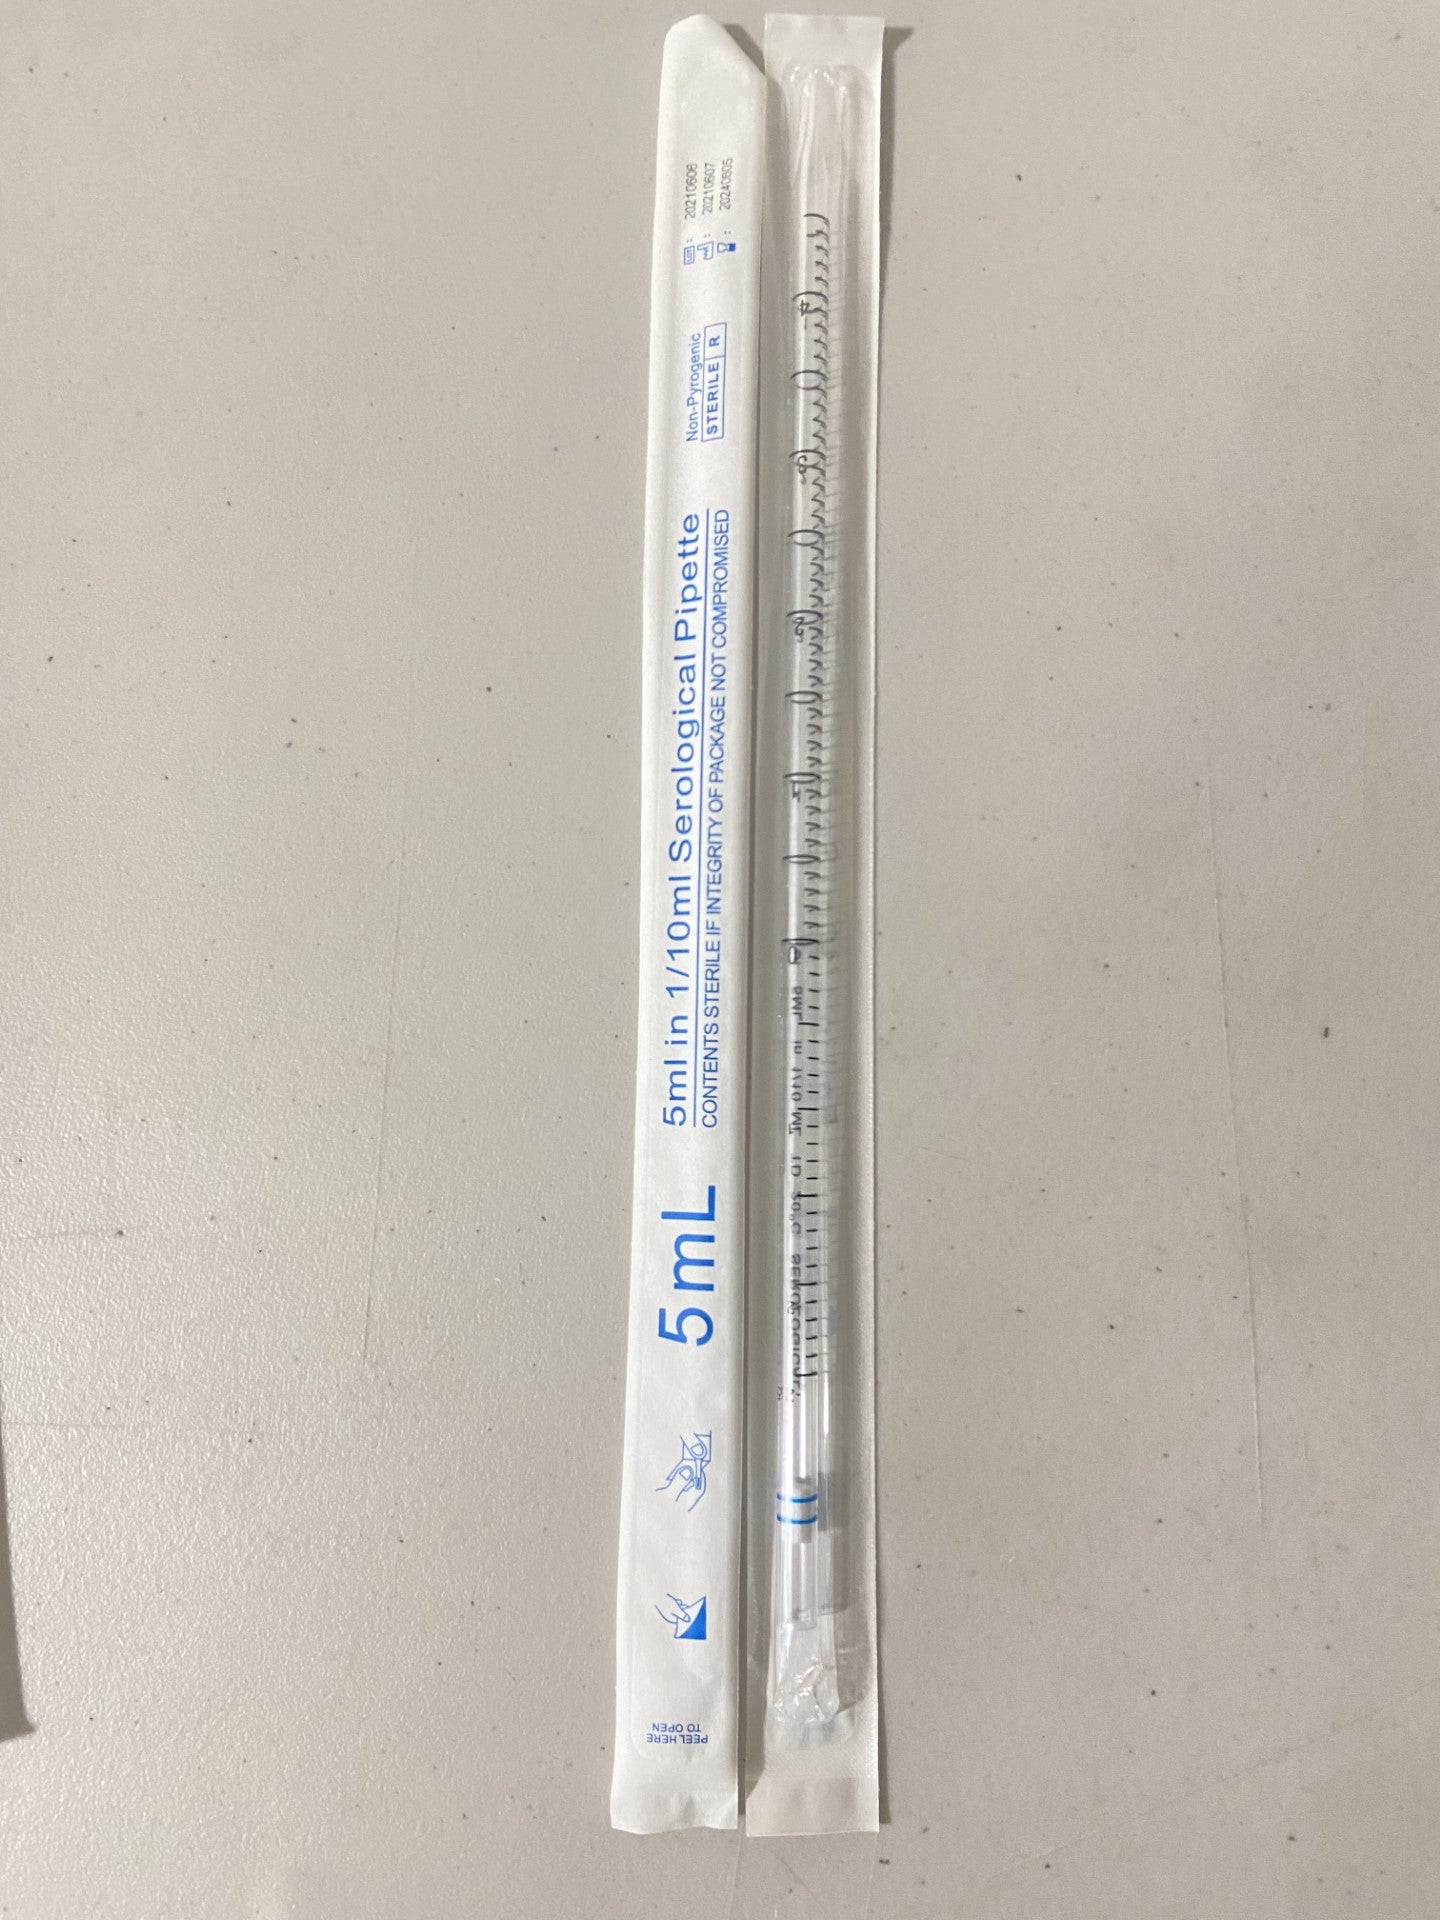 PEEL HERE
TO OPEN
5mL
5ml in 1/10ml Serological Pipette
CONTENTS STERILE IF INTEGRITY OF PACKAGE NOT COMPROMISED
Non-Pyrogenic
STERILE R
LOT : 20210606
: 20210607
: 20240605